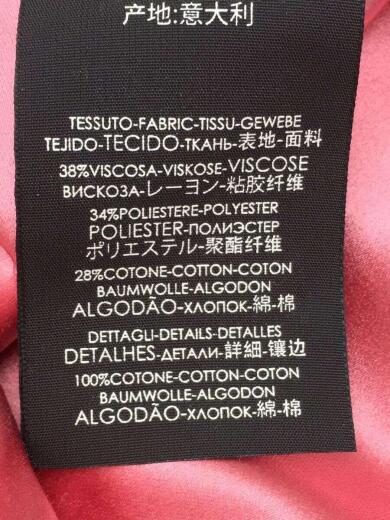 产地:意大利
TESSUTO-FABRIC-TISSU-GEWEBE
TEJIDO-TECIDO-ТКАНЬ-表地-面料
38%VISCOSA-VISKOSE-VISCOSE
ВИСКОЗА-レーヨン-粘胶纤维
34%POLIESTERE-POLYESTER
POLIESTER-ПОЛИЭСТЕР
ポリエステル-聚酯纤维
28%COTONE-COTTON-COTON
BAUMWOLLE-ALGODON
ALGODÃO-ХЛОПОК-綿-棉
DETTAGLI-DETAILS-DETALLES
DETALHES-ДЕТАЛИ-詳細-镶边
100%COTONE-COTTON-COTON
BAUMWOLLE-ALGODON
ALGODÃO-ХЛОПОК-綿-棉